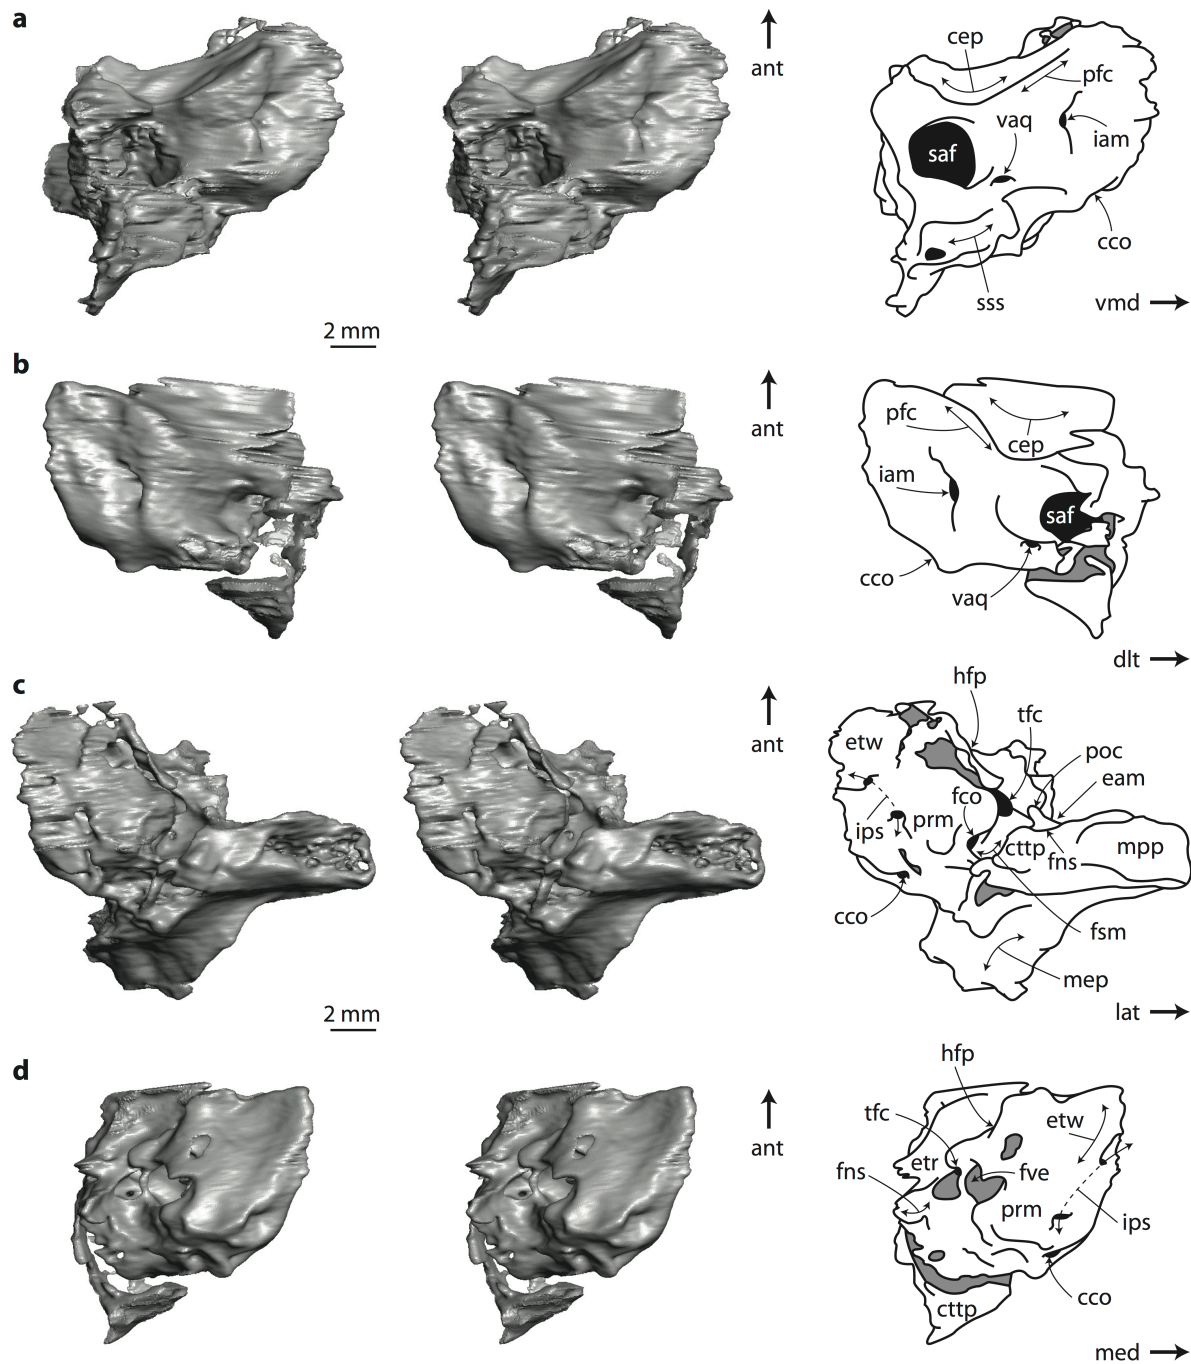 a
ant
cep
pfc
vaq
iam
saf
cco
sss
vmd
2 mm
b
ant
pfc
cep
iam
saf
cco
vaq
dlt
c
ant
hfp
tfc
etw
poc
eam
fco
ips
prm
cttp
fns
mpp
cco
fsm
mep
lat
2 mm
d
ant
hfp
tfc
etw
etr
fns
fve
prm
ips
cco
cttp
med